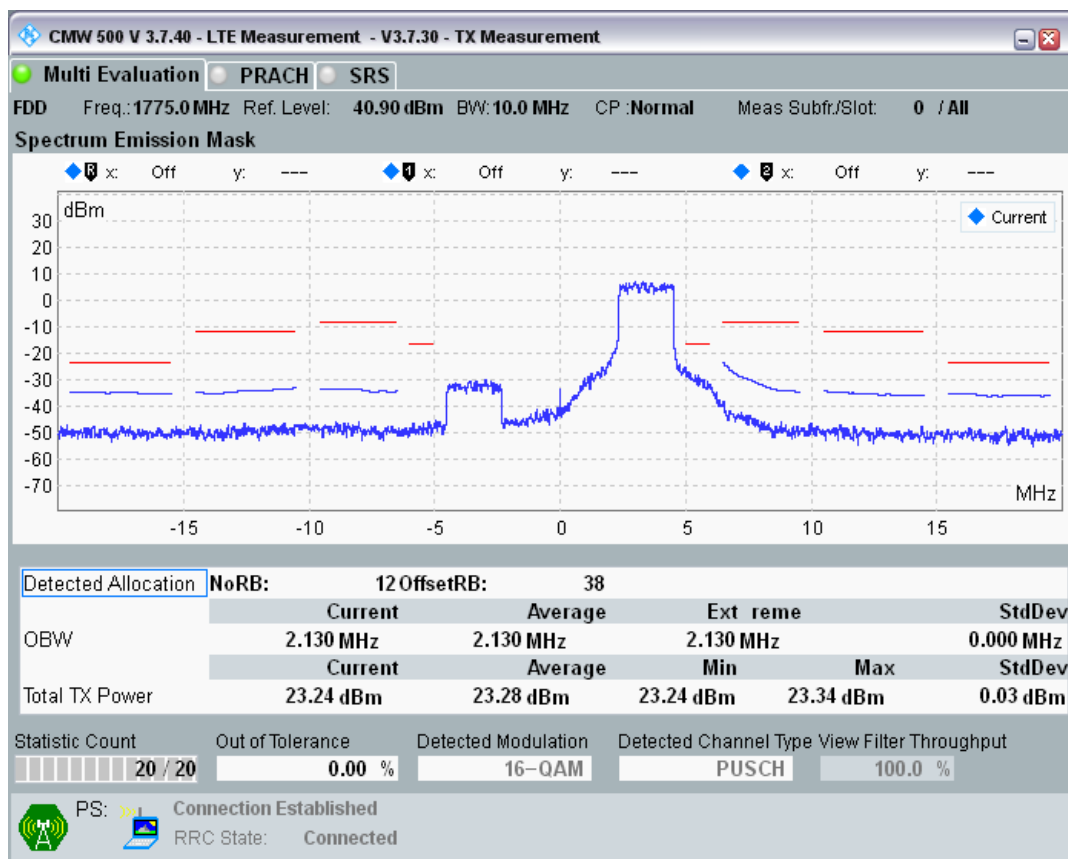 CMW 500 V 3.7.40 - LTE Measurement - V3.7.30 - TX Measurement
Multi Evaluation PRACH SRS
FDD Freq.: 1775.0 MHz Ref. Level: 40.90 dBm BW: 10.0 MHz CP :Normal Meas Subfr./Slot: 0 / All
Spectrum Emission Mask
R x: Off y: --- 1 x: Off y: --- 2 x: Off y: ---
dBm
Current
30
20
10
0
-10
-20
-30
-40
-50
-60
-70
MHz
-15 -10 -5 0 5 10 15
Detected Allocation NoRB: 12 OffsetRB: 38
Current Average Ext reme StdDev
OBW 2.130 MHz 2.130 MHz 2.130 MHz 0.000 MHz
Current Average Min Max StdDev
Total TX Power 23.24 dBm 23.28 dBm 23.24 dBm 23.34 dBm 0.03 dBm
Statistic Count Out of Tolerance Detected Modulation Detected Channel Type View Filter Throughput
20 / 20 0.00 % 16-QAM PUSCH 100.0 %
PS: Connection Established
RRC State: Connected